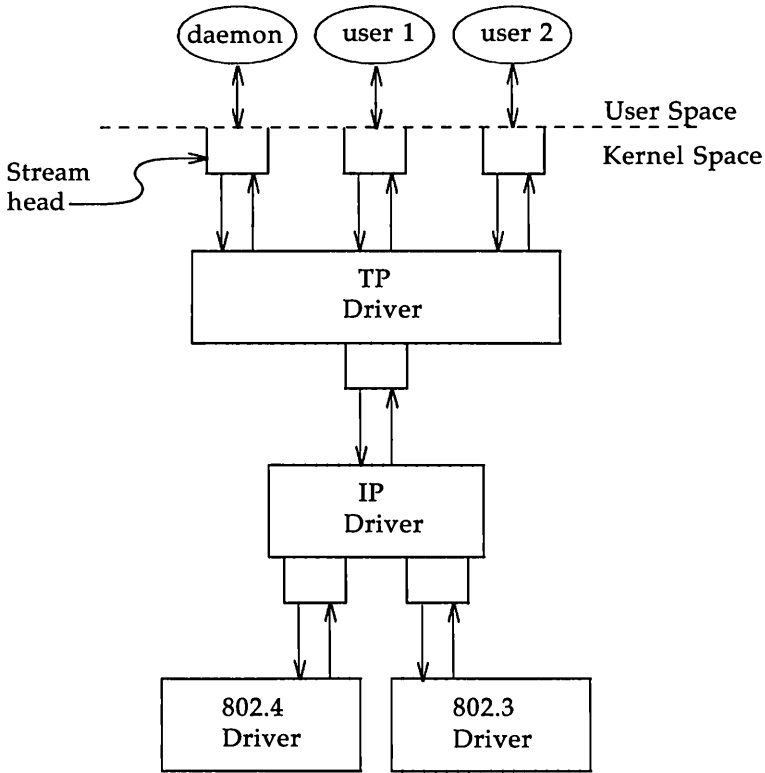 daemon
user 1
user 2
User Space
Kernel Space
Stream
head
TP
Driver
IP
Driver
802.4
Driver
802.3
Driver